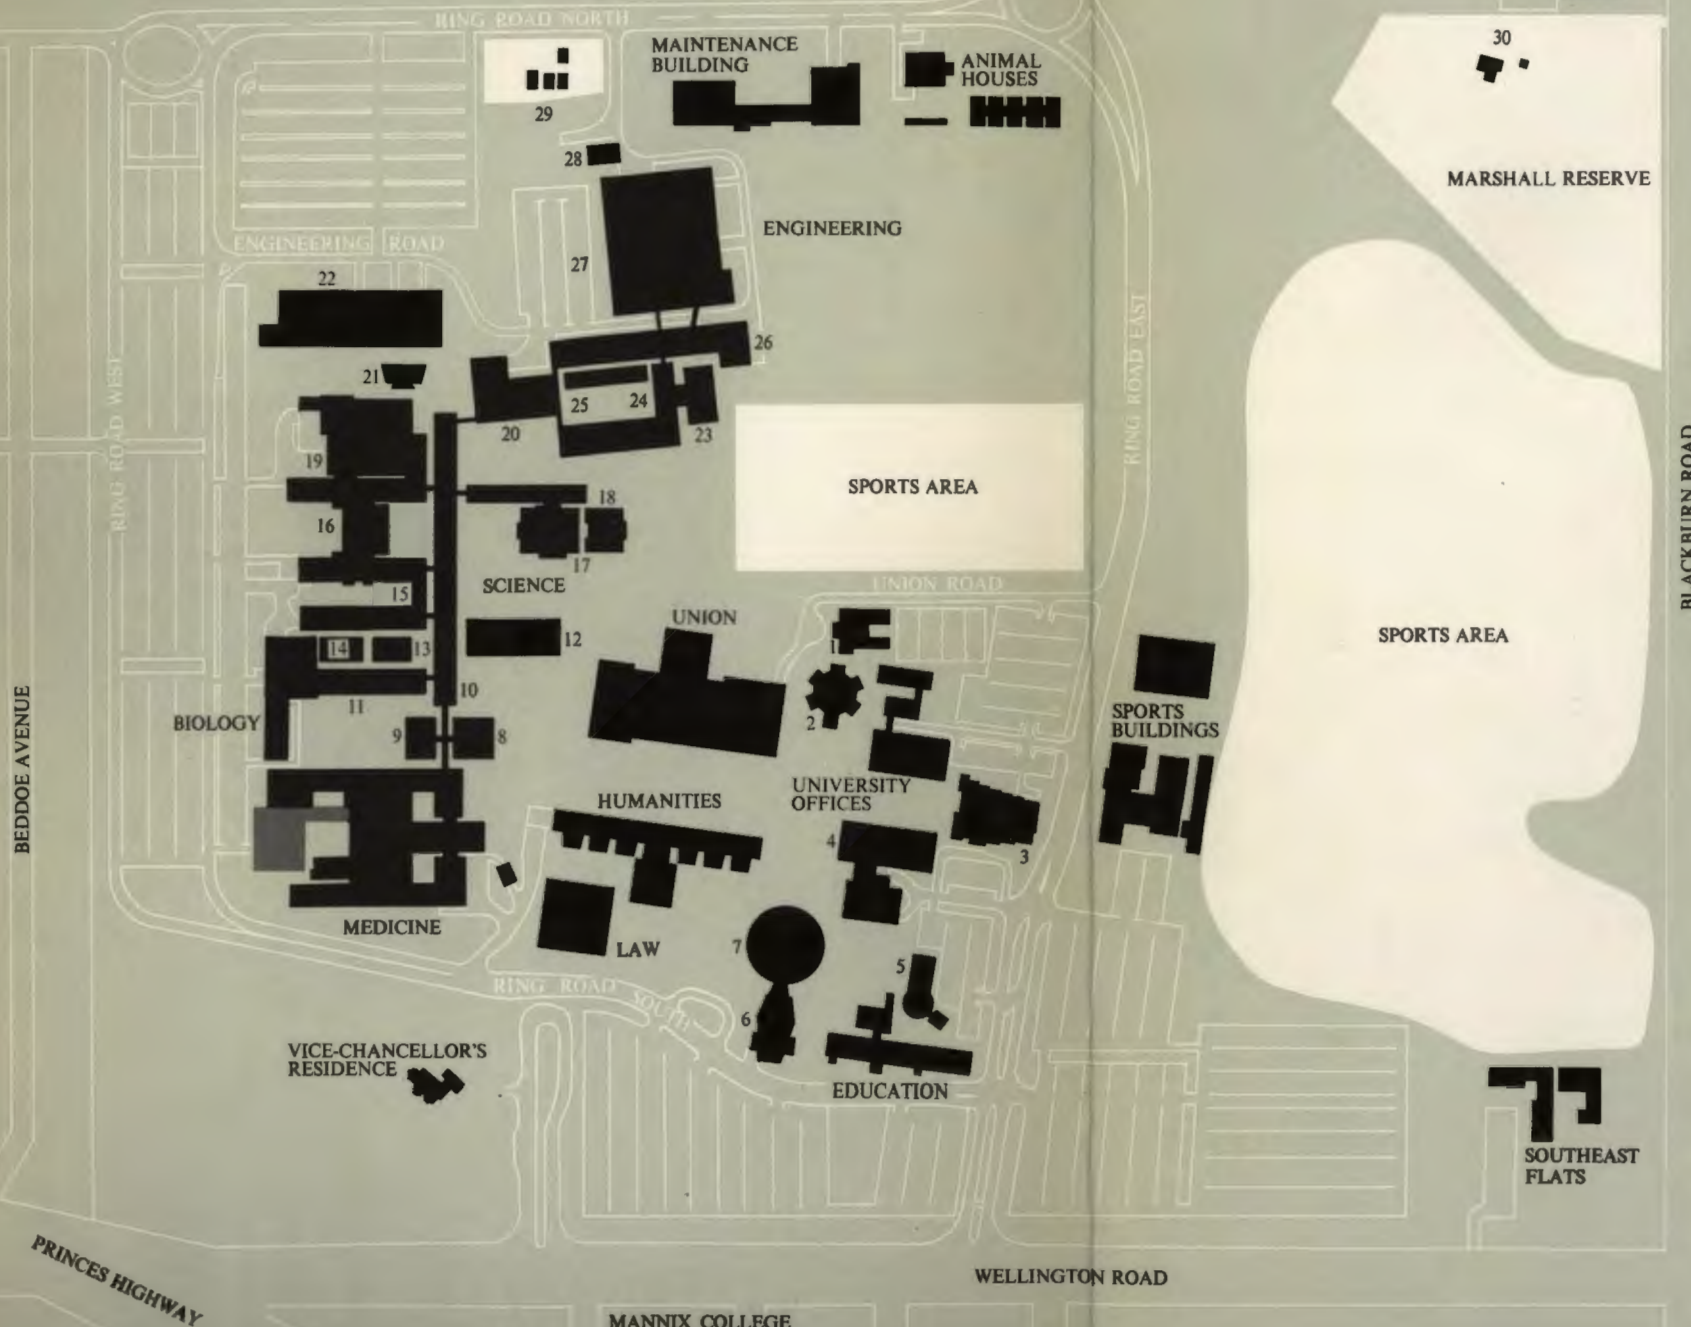 RING ROAD NORTH
MAINTENANCE
BUILDING
ANIMAL
HOUSES
30
29
28
MARSHALL RESERVE
ENGINEERING
ENGINEERING ROAD
27
22
RING ROAD EAST
26
21
RING ROAD WEST
25
24
20
23
19
SPORTS AREA
BLACKBURN ROAD
18
16
17
SCIENCE
UNION ROAD
15
UNION
12
1
SPORTS AREA
14
13
10
11
BIOLOGY
2
SPORTS
BUILDINGS
9
8
BEDDOE AVENUE
UNIVERSITY
OFFICES
HUMANITIES
4
3
MEDICINE
LAW
7
5
RING ROAD SOUTH
6
VICE-CHANCELLOR'S
RESIDENCE
EDUCATION
SOUTHEAST
FLATS
PRINCES HIGHWAY
WELLINGTON ROAD
MANNIX COLLEGE